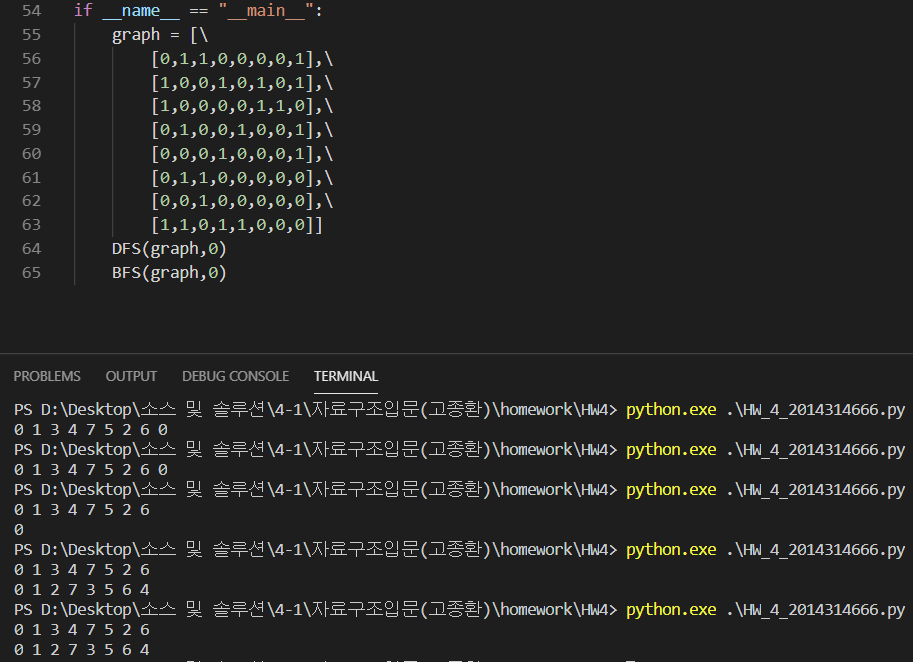 54 if __name__ == "__main__":
55 graph = [\
56 [0,1,1,0,0,0,0,1],\
57 [1,0,0,1,0,1,0,1],\
58 [1,0,0,0,0,1,1,0],\
59 [0,1,0,0,1,0,0,1],\
60 [0,0,0,1,0,0,0,1],\
61 [0,1,1,0,0,0,0,0],\
62 [0,0,1,0,0,0,0,0],\
63 [1,1,0,1,1,0,0,0]]
64 DFS(graph,0)
65 BFS(graph,0)
PROBLEMS OUTPUT DEBUG CONSOLE TERMINAL
PS D:\Desktop\소스 및 솔루션\4-1\자료구조입문(고종환)\homework\HW4> python.exe .\HW_4_2014314666.py
0 1 3 4 7 5 2 6 0
PS D:\Desktop\소스 및 솔루션\4-1\자료구조입문(고종환)\homework\HW4> python.exe .\HW_4_2014314666.py
0 1 3 4 7 5 2 6 0
PS D:\Desktop\소스 및 솔루션\4-1\자료구조입문(고종환)\homework\HW4> python.exe .\HW_4_2014314666.py
0 1 3 4 7 5 2 6
0
PS D:\Desktop\소스 및 솔루션\4-1\자료구조입문(고종환)\homework\HW4> python.exe .\HW_4_2014314666.py
0 1 3 4 7 5 2 6
0 1 2 7 3 5 6 4
PS D:\Desktop\소스 및 솔루션\4-1\자료구조입문(고종환)\homework\HW4> python.exe .\HW_4_2014314666.py
0 1 3 4 7 5 2 6
0 1 2 7 3 5 6 4